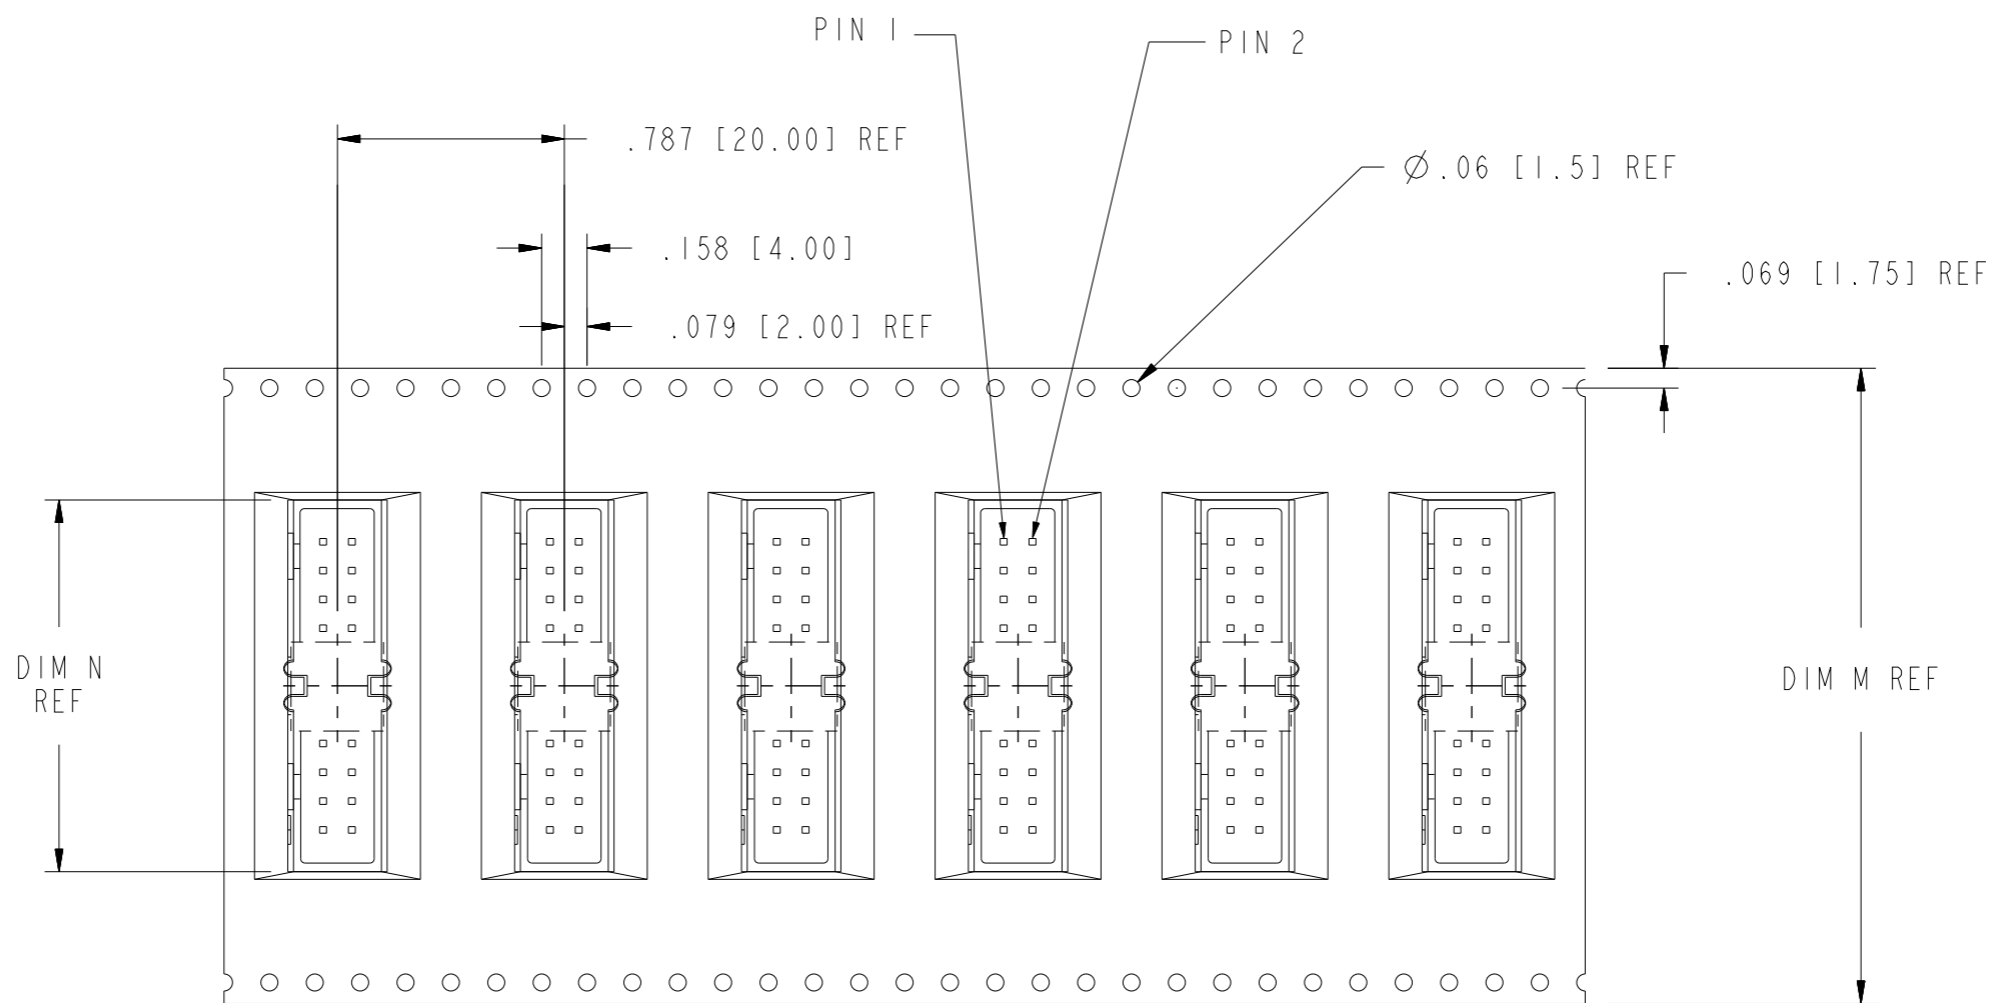 PIN 1
PIN 2
.787 [20.00] REF
Ø.06 [1.5] REF
.158 [4.00]
.069 [1.75] REF
.079 [2.00] REF
DIM N
REF
DIM M REF